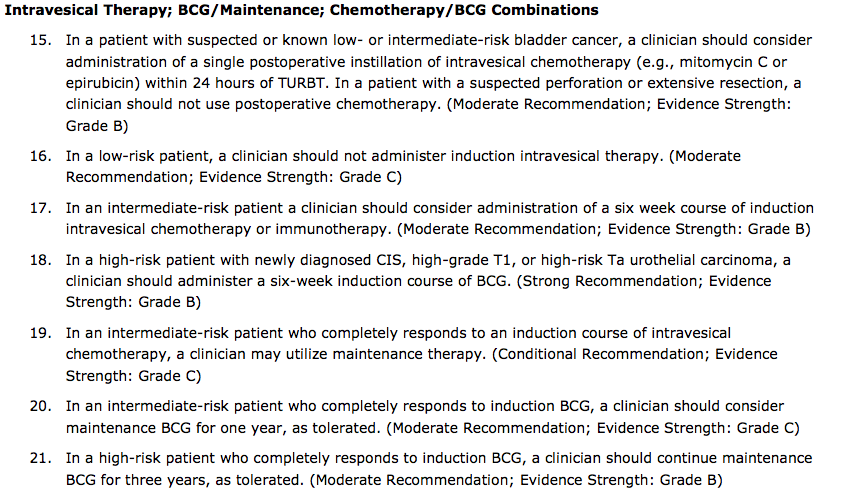 Intravesical Therapy; BCG/Maintenance; Chemotherapy/BCG Combinations
15. In a patient with suspected or known low- or intermediate-risk bladder cancer, a clinician should consider
administration of a single postoperative instillation of intravesical chemotherapy (e.g., mitomycin C or
epirubicin) within 24 hours of TURBT. In a patient with a suspected perforation or extensive resection, a
clinician should not use postoperative chemotherapy. (Moderate Recommendation; Evidence Strength:
Grade B)
16. In a low-risk patient, a clinician should not administer induction intravesical therapy. (Moderate
Recommendation; Evidence Strength: Grade C)
17. In an intermediate-risk patient a clinician should consider administration of a six week course of induction
intravesical chemotherapy or immunotherapy. (Moderate Recommendation; Evidence Strength: Grade B)
18. In a high-risk patient with newly diagnosed CIS, high-grade T1, or high-risk Ta urothelial carcinoma, a
clinician should administer a six-week induction course of BCG. (Strong Recommendation; Evidence
Strength: Grade B)
19. In an intermediate-risk patient who completely responds to an induction course of intravesical
chemotherapy, a clinician may utilize maintenance therapy. (Conditional Recommendation; Evidence
Strength: Grade C)
20. In an intermediate-risk patient who completely responds to induction BCG, a clinician should consider
maintenance BCG for one year, as tolerated. (Moderate Recommendation; Evidence Strength: Grade C)
21. In a high-risk patient who completely responds to induction BCG, a clinician should continue maintenance
BCG for three years, as tolerated. (Moderate Recommendation; Evidence Strength: Grade B)